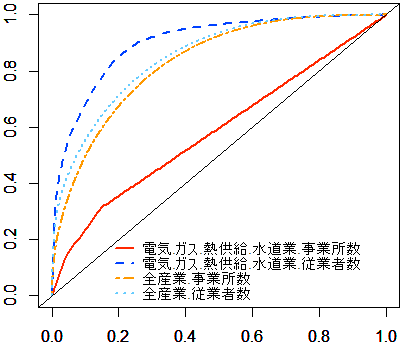 1.0
0.8
0.6
0.4
0.2
0.0
電気.ガス.熱供給.水道業.事業所数
電気.ガス.熱供給.水道業.従業者数
全産業.事業所数
全産業.従業者数
0.0 0.2 0.4 0.6 0.8 1.0